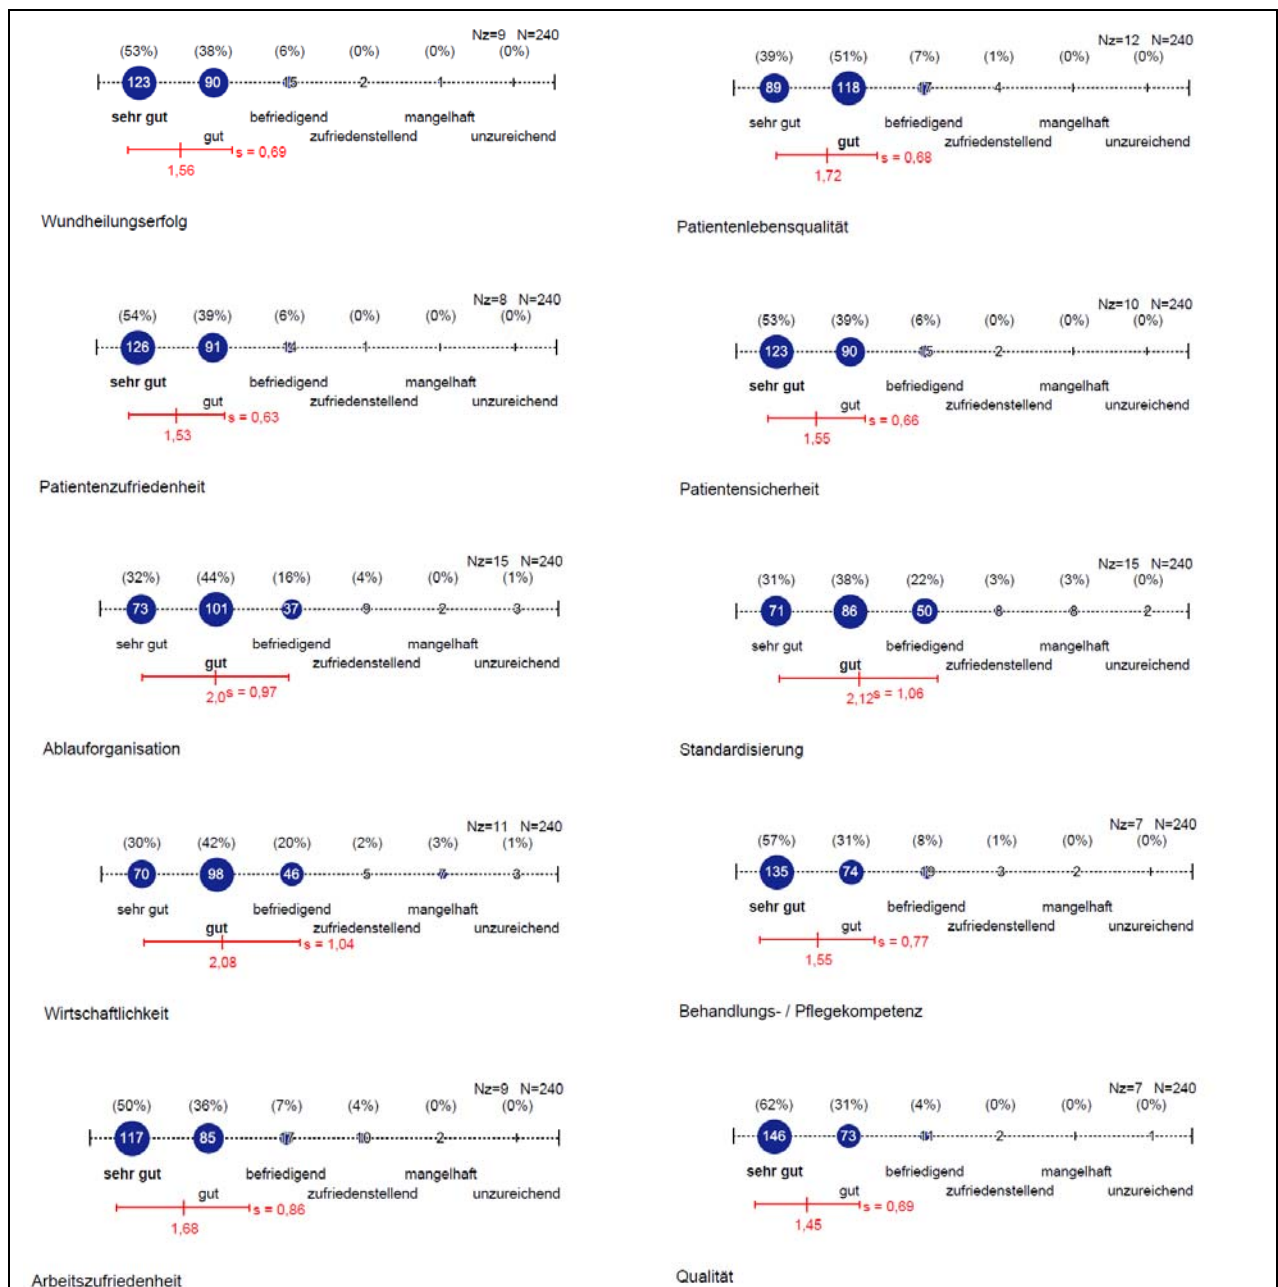 Nz=9 N=240
(53%) (38%) (6%) (0%) (0%) (0%)
123 90 15 2 1
sehr gut befriedigend mangelhaft
gut zufriedenstellend unzureichend
s = 0,69
1,56
Wundheilungserfolg
Nz=12 N=240
(39%) (51%) (7%) (1%) (0%) (0%)
89 118 17 4
sehr gut befriedigend mangelhaft
gut zufriedenstellend unzureichend
s = 0,68
1,72
Patientenlebensqualität
Nz=8 N=240
(54%) (39%) (6%) (0%) (0%) (0%)
126 91 14 1
sehr gut befriedigend mangelhaft
gut zufriedenstellend unzureichend
s = 0,63
1,53
Patientenzufriedenheit
Nz=10 N=240
(53%) (39%) (6%) (0%) (0%) (0%)
123 90 15 2
sehr gut befriedigend mangelhaft
gut zufriedenstellend unzureichend
s = 0,66
1,55
Patientensicherheit
Nz=15 N=240
(32%) (44%) (16%) (4%) (0%) (1%)
73 101 37 9 2 3
sehr gut befriedigend mangelhaft
gut zufriedenstellend unzureichend
2,0 s = 0,97
Ablauforganisation
Nz=15 N=240
(31%) (38%) (22%) (3%) (3%) (0%)
71 86 50 8 8 2
sehr gut befriedigend mangelhaft
gut zufriedenstellend unzureichend
2,12 s = 1,06
Standardisierung
Nz=11 N=240
(30%) (42%) (20%) (2%) (3%) (1%)
70 98 46 5 7 3
sehr gut befriedigend mangelhaft
gut zufriedenstellend unzureichend
s = 1,04
2,08
Wirtschaftlichkeit
Nz=7 N=240
(57%) (31%) (8%) (1%) (0%) (0%)
135 74 19 3 2
sehr gut befriedigend mangelhaft
gut zufriedenstellend unzureichend
s = 0,77
1,55
Behandlungs- / Pflegekompetenz
Nz=9 N=240
(50%) (36%) (7%) (4%) (0%) (0%)
117 85 17 10 2
sehr gut befriedigend mangelhaft
gut zufriedenstellend unzureichend
s = 0,86
1,68
Arbeitszufriedenheit
Nz=7 N=240
(62%) (31%) (4%) (0%) (0%) (0%)
146 73 11 2 1
sehr gut befriedigend mangelhaft
gut zufriedenstellend unzureichend
s = 0,69
1,45
Qualität